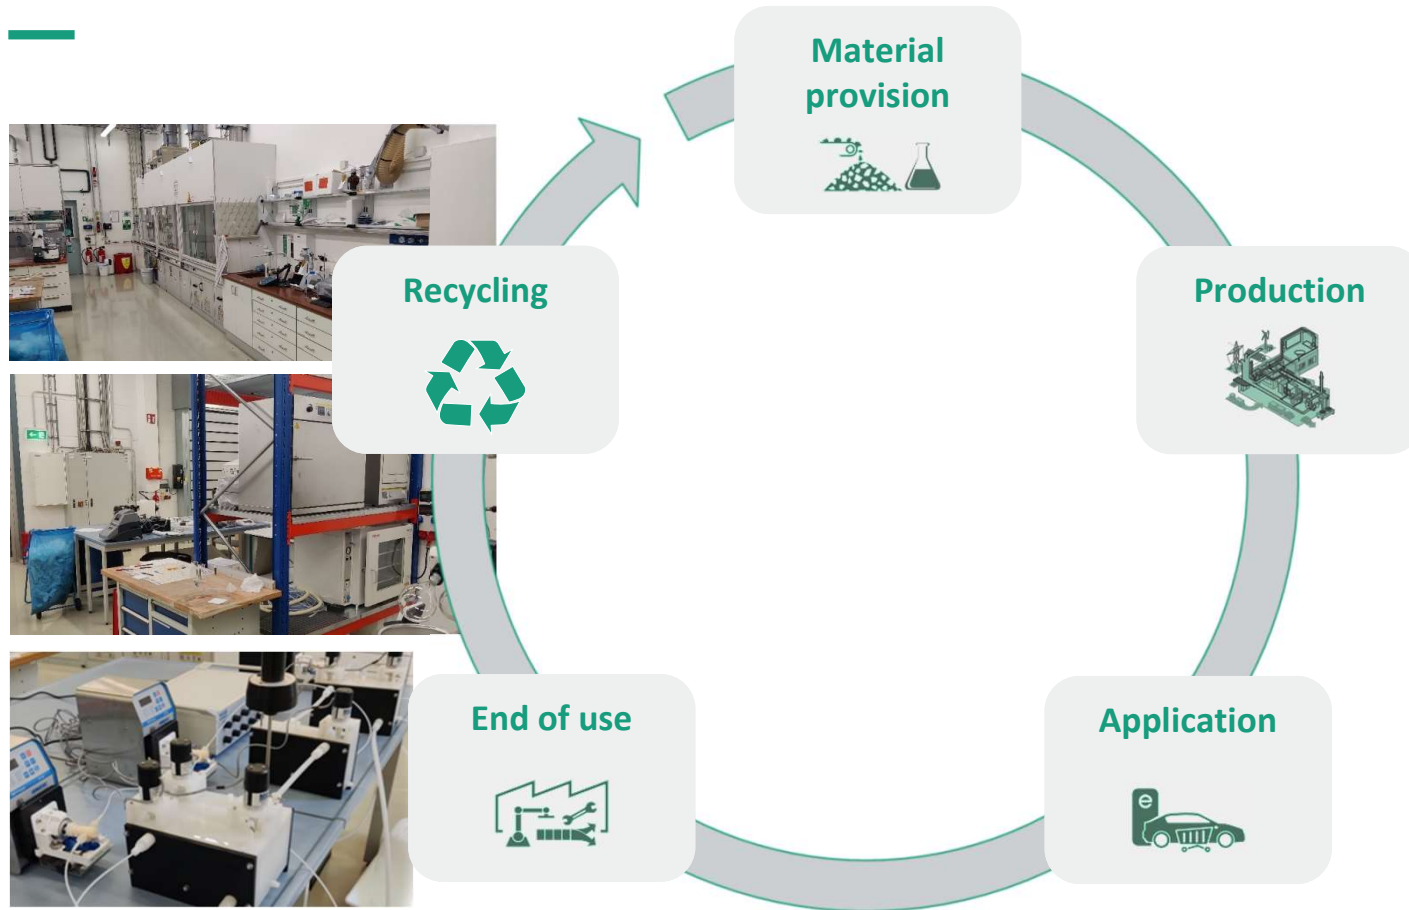 Material
provision
Recycling
Production
End of use
Application
e